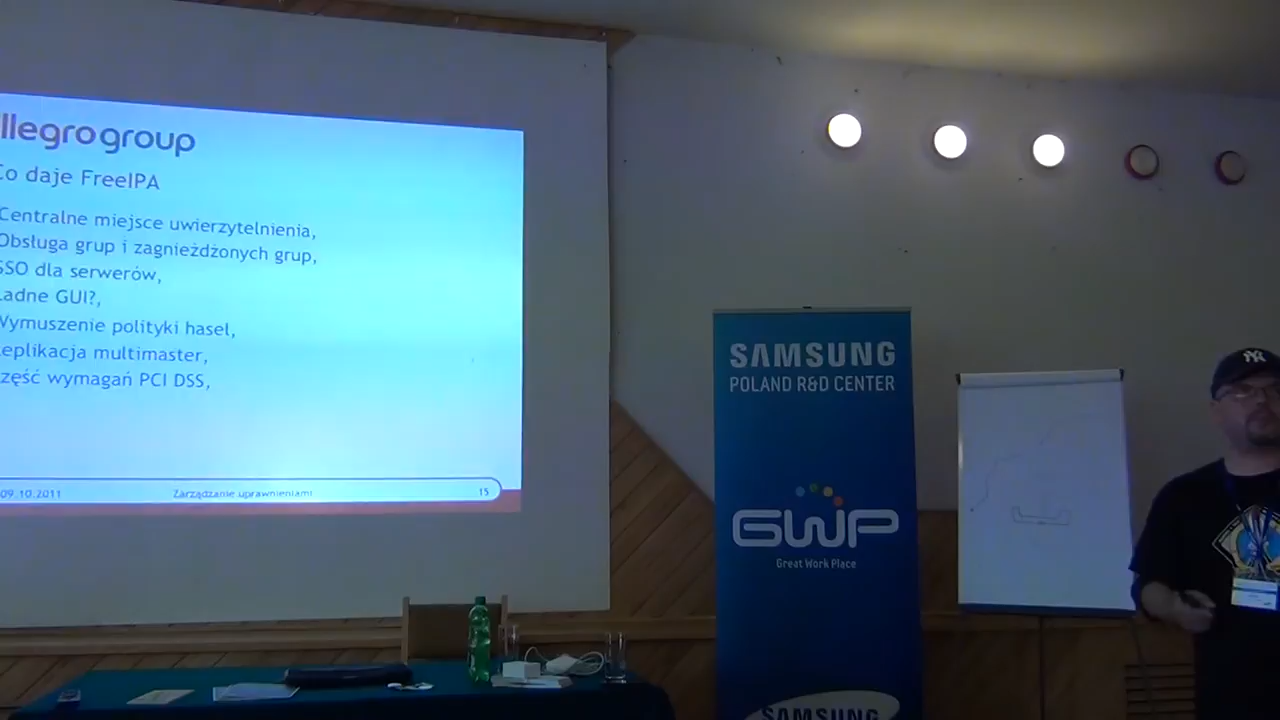 llegrogroup
Co daje FreeIPA
Centralne miejsce uwierzytelnienia,
Obsługa grup i zagnieżdżonych grup,
SSO dla serwerów,
Ładne GUI?,
Wymuszenie polityki haseł,
eplikacja multimaster,
zęść wymagań PCI DSS,
09.10.2011
Zarządzanie uprawnieniami
15
SAMSUNG
POLAND R&D CENTER
GWP
Great Work Place
SAMSUNG
NY